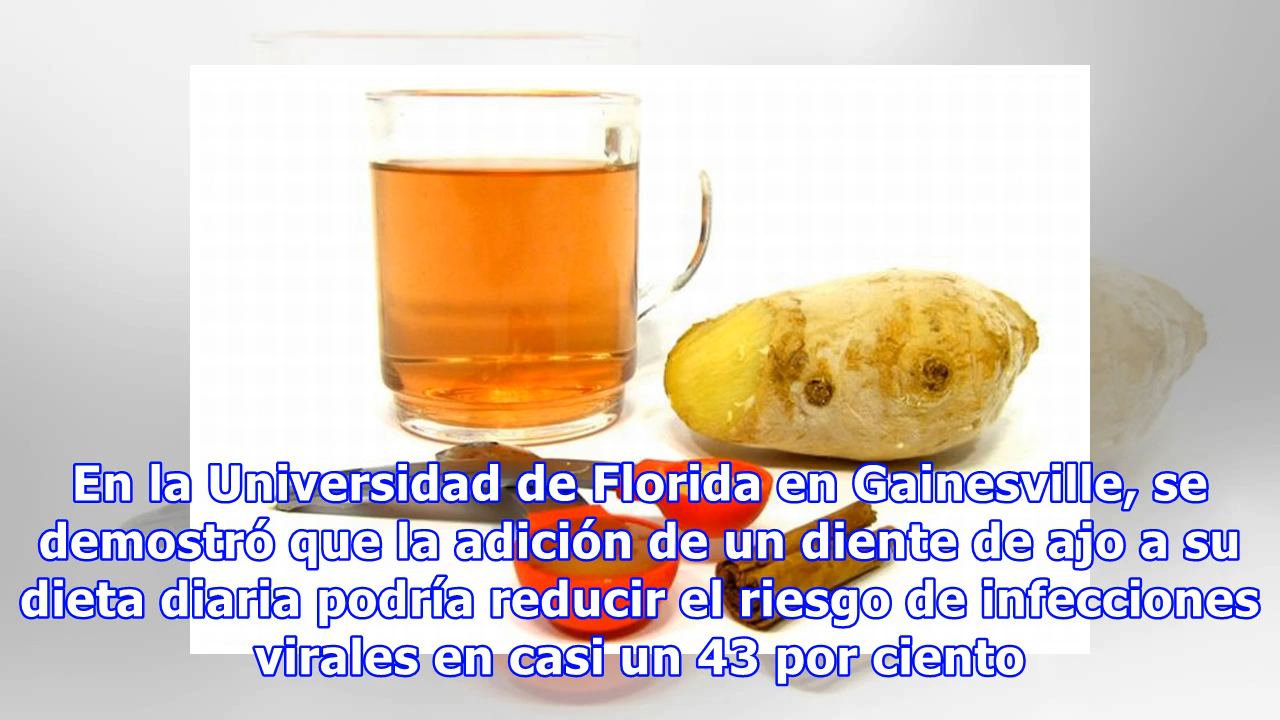 En la Universidad de Florida en Gainesville, se
demostró que la adición de un diente de ajo a su
dieta diaria podría reducir el riesgo de infecciones
virales en casi un 43 por ciento